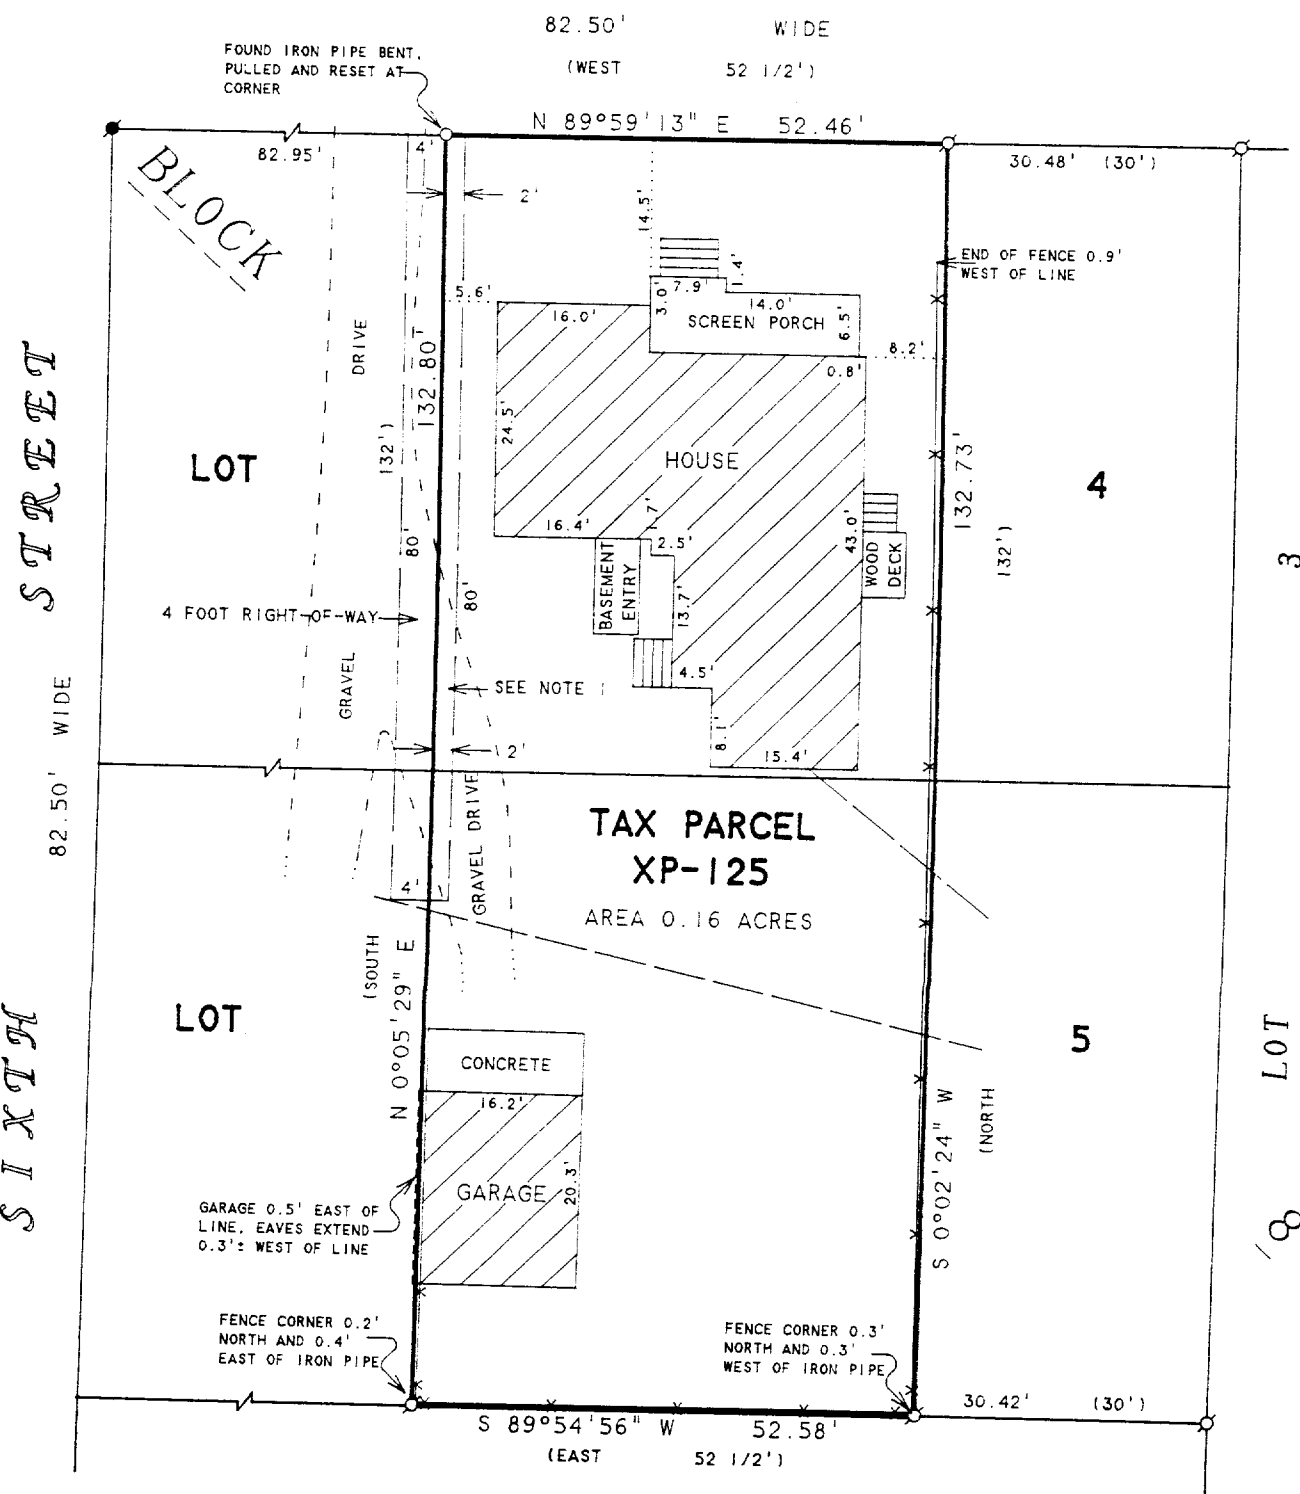 82.50' WIDE
(WEST 52 1/2')
FOUND IRON PIPE BENT,
PULLED AND RESET AT
CORNER
N 89°59'13" E 52.46'
82.95'
4'
30.48' (30')
BLOCK
2'
14.5'
END OF FENCE 0.9'
WEST OF LINE
1.4'
7.9'
3.0'
5.6'
14.0'
16.0'
SCREEN PORCH
6.5'
8.2'
0.8'
DRIVE
132.80'
24.5'
132')
LOT
HOUSE
132.73'
4
STREET
16.4'
1.7'
2.5'
43.0'
80'
BASEMENT
ENTRY
WOOD
DECK
132')
3
80'
13.7'
4 FOOT RIGHT-OF-WAY
GRAVEL
SEE NOTE 1
4.5'
82.50' WIDE
8.1'
2'
15.4'
GRAVEL DRIVE
TAX PARCEL
XP-125
4'
AREA 0.16 ACRES
(SOUTH
N 0°05'29" E
LOT
5
LOT
SIXTH
CONCRETE
16.2'
S 0°02'24" W
(NORTH
GARAGE
20.3'
GARAGE 0.5' EAST OF
LINE, EAVES EXTEND
0.3'± WEST OF LINE
8
FENCE CORNER 0.2'
NORTH AND 0.4'
EAST OF IRON PIPE
FENCE CORNER 0.3'
NORTH AND 0.3'
WEST OF IRON PIPE
30.42' (30')
S 89°54'56" W 52.58'
(EAST 52 1/2')